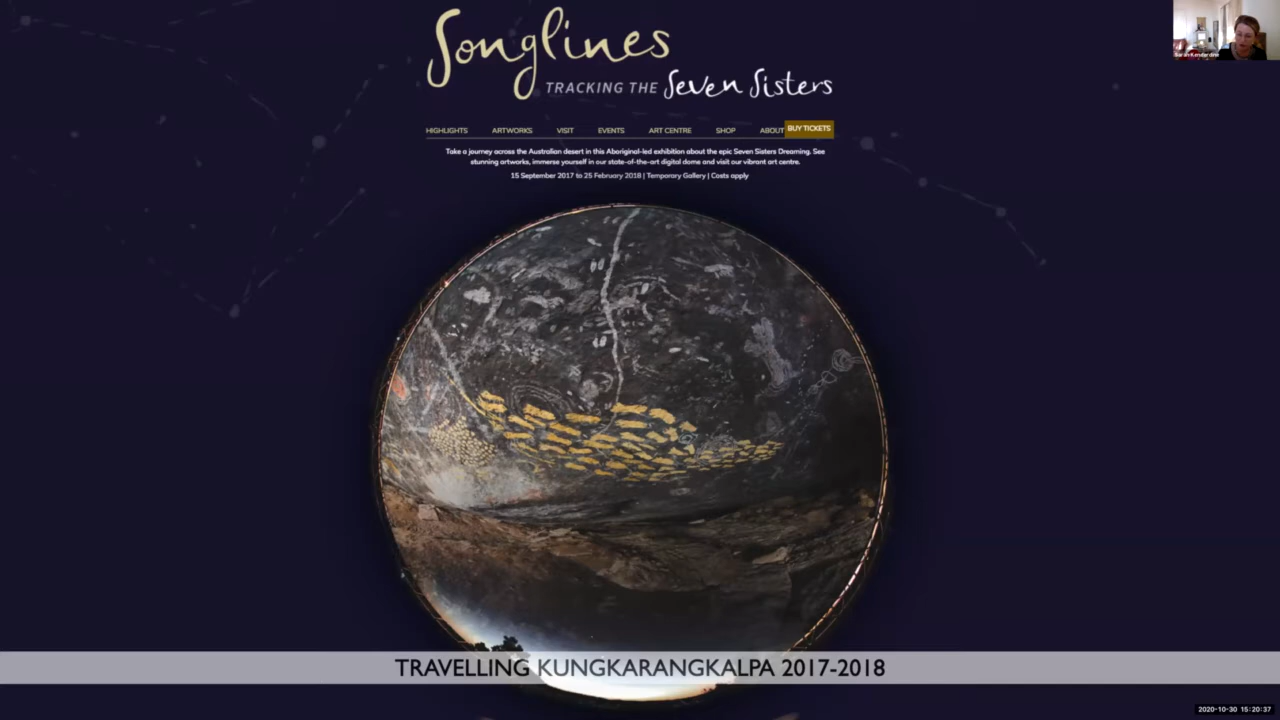 Songlines
TRACKING THE Seven Sisters
HIGHLIGHTS ARTWORKS VISIT EVENTS ART CENTRE SHOP ABOUT BUY TICKETS
Take a journey across the Australian desert in this Aboriginal-led exhibition about the epic Seven Sisters Dreaming. See
stunning artworks, immerse yourself in our state-of-the-art digital dome and visit our vibrant art centre.
15 September 2017 to 25 February 2018 | Temporary Gallery | Costs apply
Sarah Kenderdine
TRAVELLING KUNGKARANGKALPA 2017-2018
2020-10-30 15:20:37